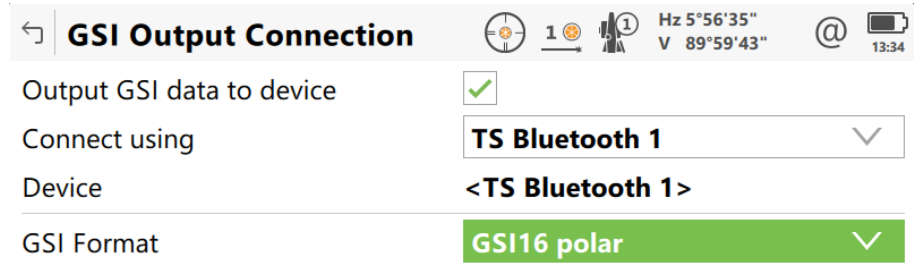 GSI Output Connection
1
1
Hz 5°56'35"
V 89°59'43"
@
13:34
Output GSI data to device
Connect using TS Bluetooth 1
Device <TS Bluetooth 1>
GSI Format GSI16 polar